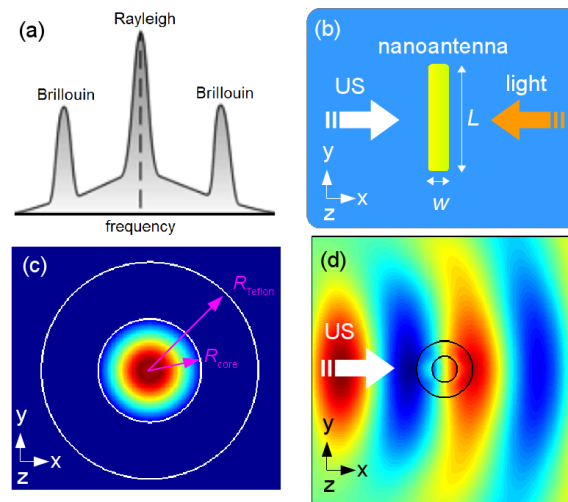 (a)
Rayleigh
Brillouin
Brillouin
frequency
(b)
nanoantenna
US
light
L
w
y
z
x
(c)
R_Teflon
R_core
y
z
x
(d)
US
y
z
x